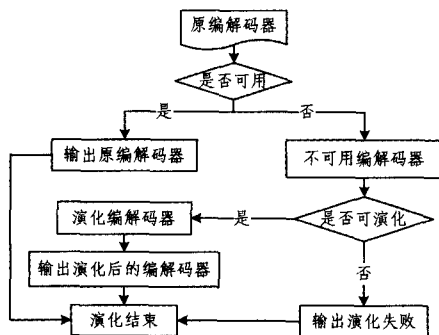 原编解码器
是否可用
是
否
输出原编解码器
不可用编解码器
演化编解码器
是
是否可演化
输出演化后的编解码器
否
演化结束
输出演化失败